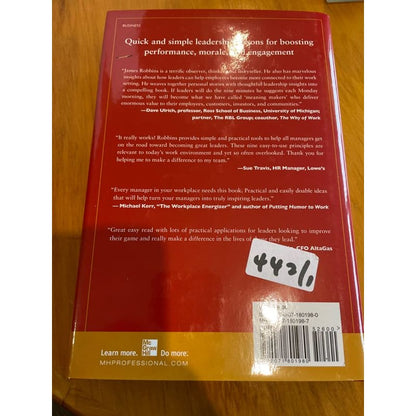 BUSINESS
Quick and simple leadership lessons for boosting
performance, morale, and engagement
"James Robbins is a terrific observer, thinker, and storyteller. He also has marvelous
insights about how leaders can help employees become more connected to their work
setting. He weaves together personal stories with thoughtful leadership insights into
a compelling book. If leaders will do the nine minutes he suggests each Monday
morning, they will become what we have called 'meaning makers' who deliver
enormous value to their employees, customers, investors, and communities."
—Dave Ulrich, professor, Ross School of Business, University of Michigan;
partner, The RBL Group; coauthor, The Why of Work
"It really works! Robbins provides simple and practical tools to help all managers get
on the road toward becoming great leaders. These nine easy-to-use principles are
relevant to today's work environment and yet so often overlooked. Thank you for
helping me to make a difference to my team."
—Sue Travis, HR Manager, Lowe's
"Every manager in your workplace needs this book. Practical and easily doable ideas
that will help turn your managers into truly inspiring leaders."
—Michael Kerr, "The Workplace Energizer" and author of Putting Humor to Work
"Great easy read with lots of practical applications for leaders looking to improve
their game and really make a difference in the lives of those they lead."
CFO AltaGas
52600
Mc
Graw
Hill
Learn more. Do more.
MHPROFESSIONAL.COM